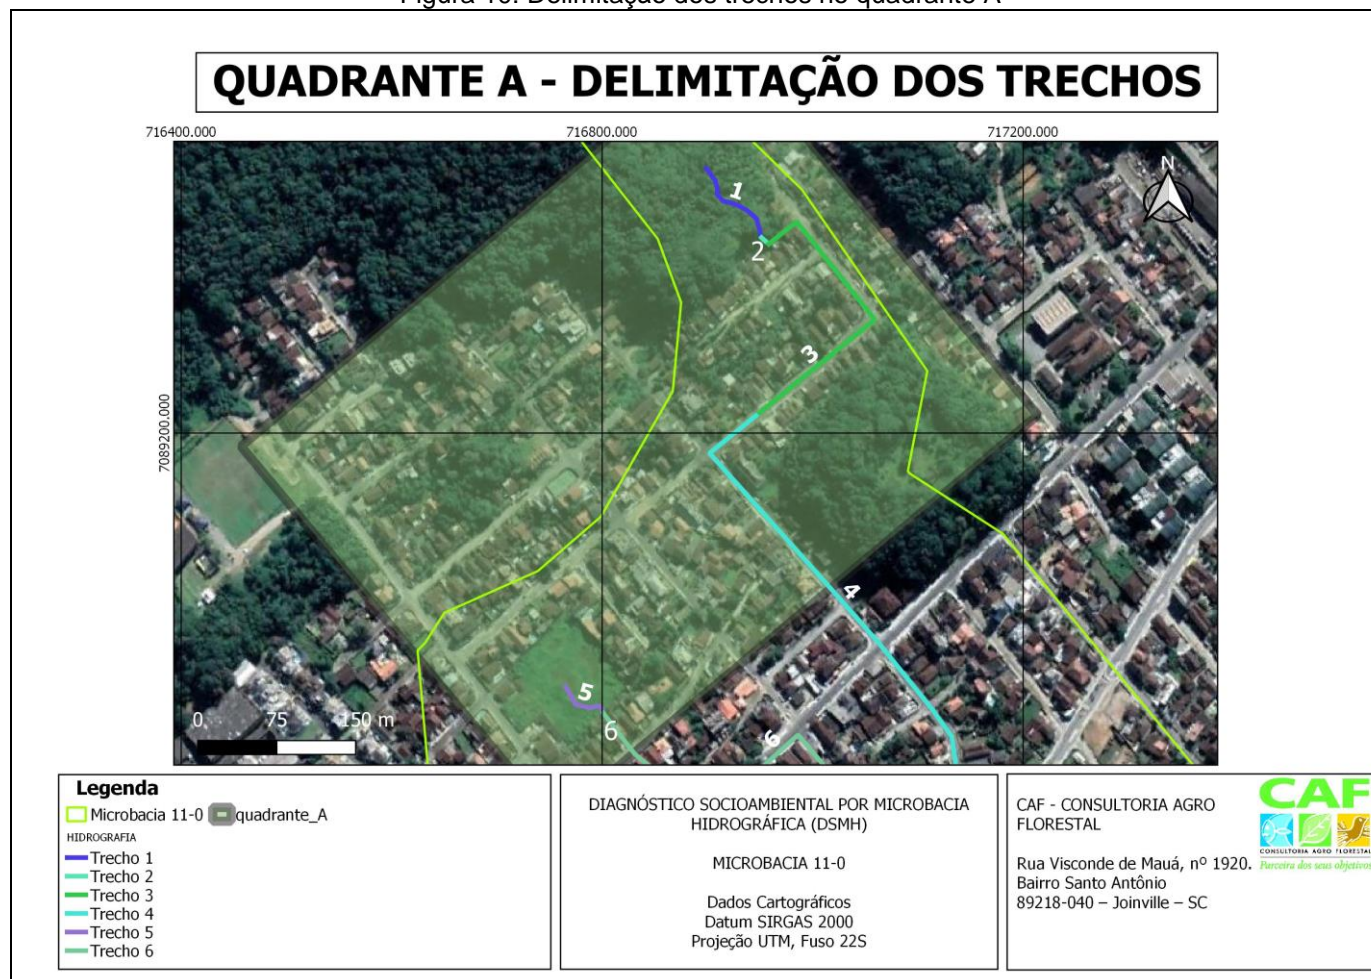 Figura 10: Delimitação dos trechos no quadrante A
QUADRANTE A - DELIMITAÇÃO DOS TRECHOS
716400.000
716800.000
717200.000
7089200.000
N
1
2
3
4
5
6
6
0 75 150 m
Legenda
Microbacia 11-0 quadrante_A
HIDROGRAFIA
Trecho 1
Trecho 2
Trecho 3
Trecho 4
Trecho 5
Trecho 6
DIAGNÓSTICO SOCIOAMBIENTAL POR MICROBACIA
HIDROGRÁFICA (DSMH)
MICROBACIA 11-0
Dados Cartográficos
Datum SIRGAS 2000
Projeção UTM, Fuso 22S
CAF - CONSULTORIA AGRO
FLORESTAL
Rua Visconde de Mauá, nº 1920.
Bairro Santo Antônio
89218-040 – Joinville – SC
CAF
CONSULTORIA AGRO FLORESTAL
Parceira dos seus objetivos